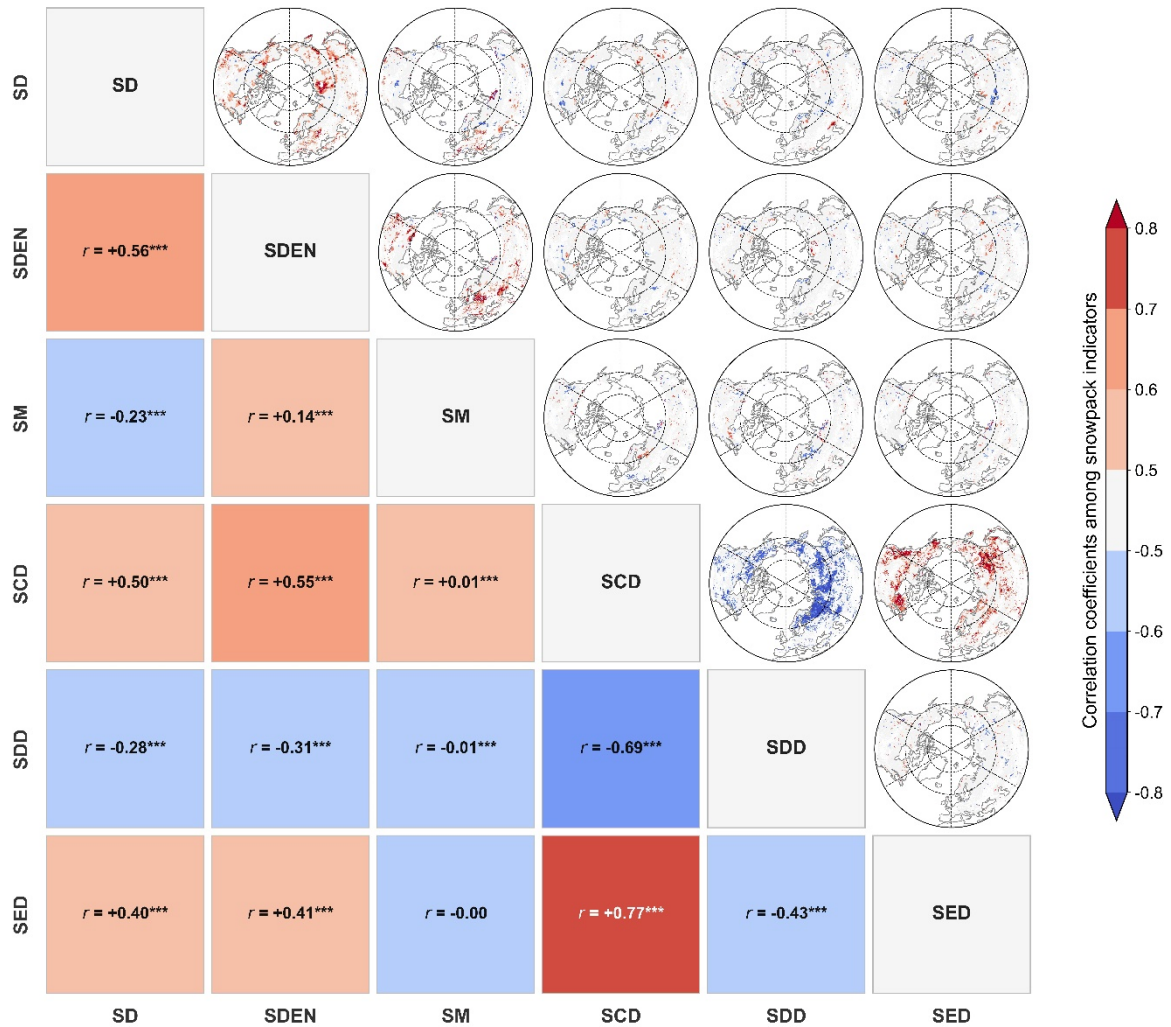 SD
SD
SDEN
r = +0.56***
SDEN
SM
r = -0.23***
r = +0.14***
SM
SCD
r = +0.50***
r = +0.55***
r = +0.01***
SCD
SDD
r = -0.28***
r = -0.31***
r = -0.01***
r = -0.69***
SDD
SED
r = +0.40***
r = +0.41***
r = -0.00
r = +0.77***
r = -0.43***
SED
SD
SDEN
SM
SCD
SDD
SED
Correlation coefficients among snowpack indicators
0.8
0.7
0.6
0.5
-0.5
-0.6
-0.7
-0.8